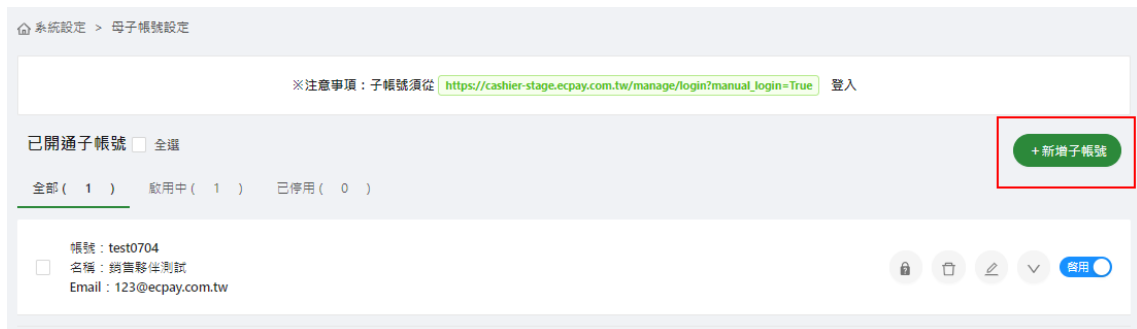 系統設定 > 母子帳號設定
※注意事項：子帳號須從 https://cashier-stage.ecpay.com.tw/manage/login?manual_login=True 登入
已開通子帳號 全選
+新增子帳號
全部( 1 ) 啟用中( 1 ) 已停用( 0 )
帳號：test0704
名稱：銷售夥伴測試
啓用
Email：123@ecpay.com.tw